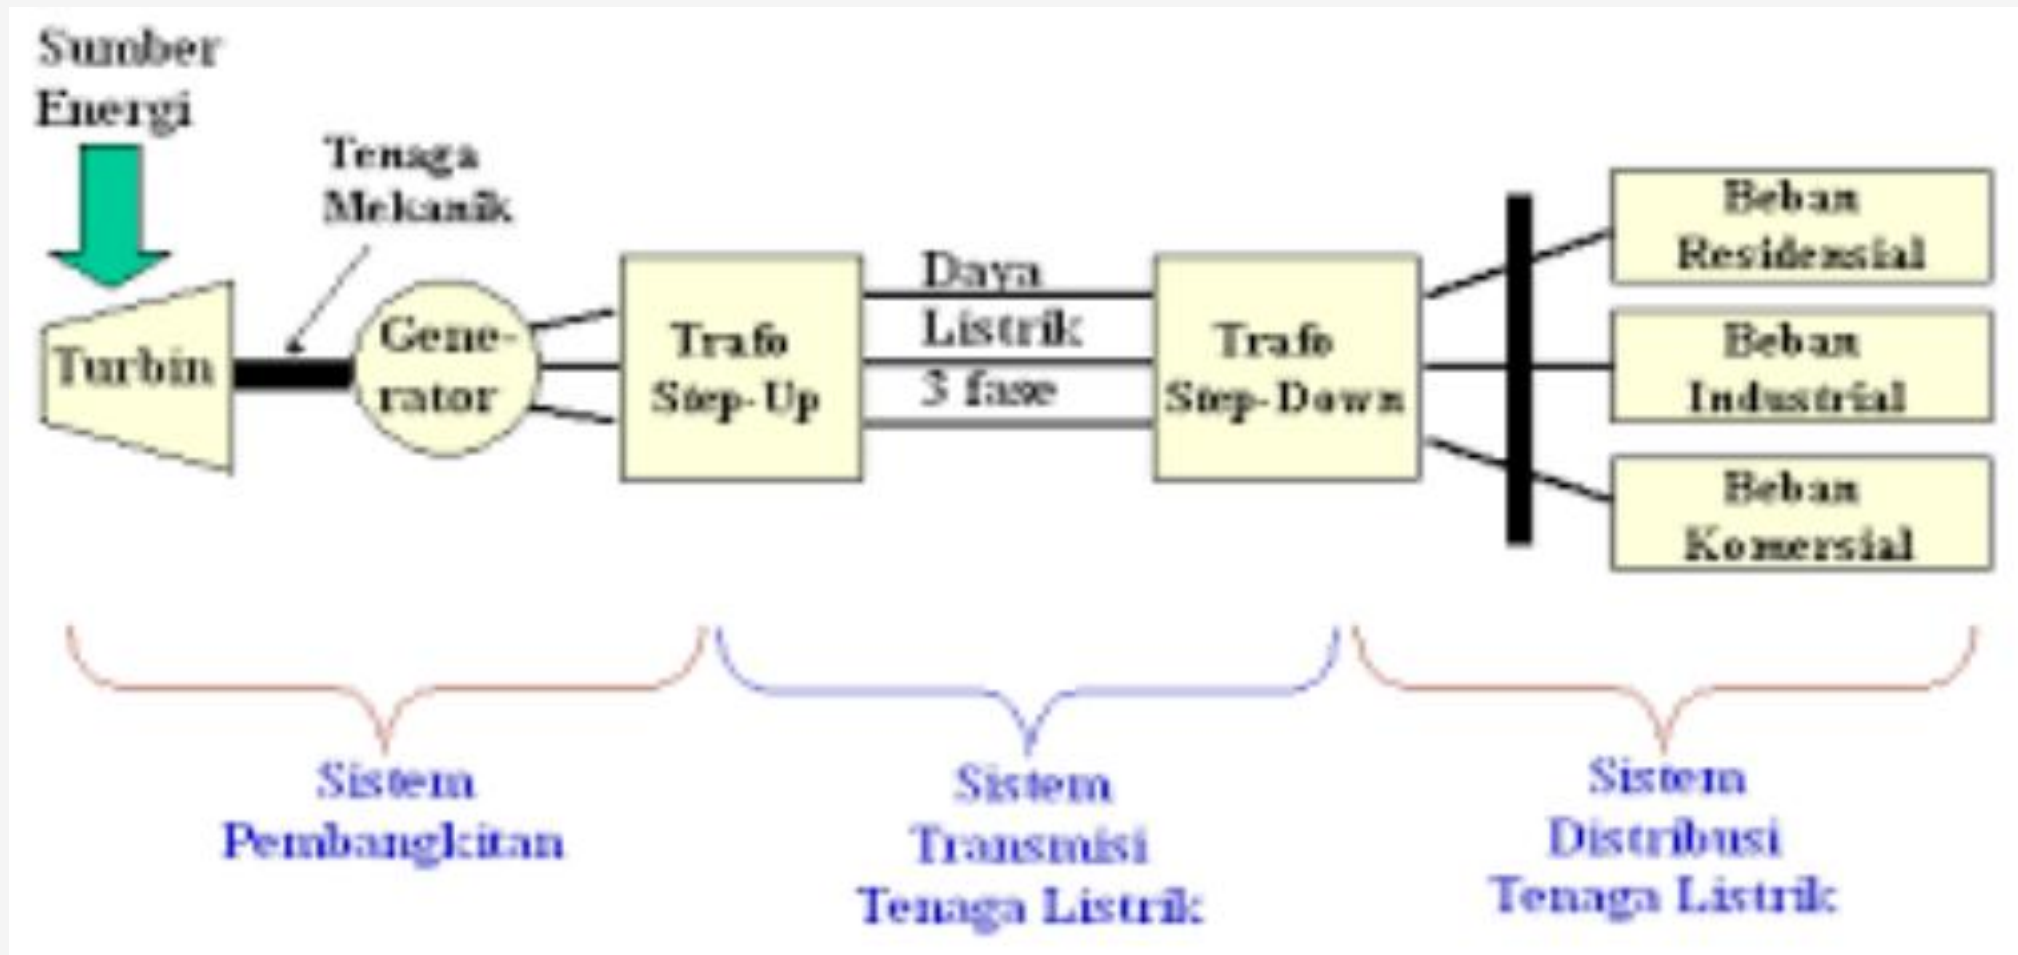 Sumber
Energi
Tenaga
Mekanik
Turbin
Gene-
rator
Trafo
Step-Up
Daya
Listrik
3 fase
Trafo
Step-Down
Beban
Residensial
Beban
Industrial
Beban
Komersial
Sistem
Pembangkitan
Sistem
Transmisi
Tenaga Listrik
Sistem
Distribusi
Tenaga Listrik